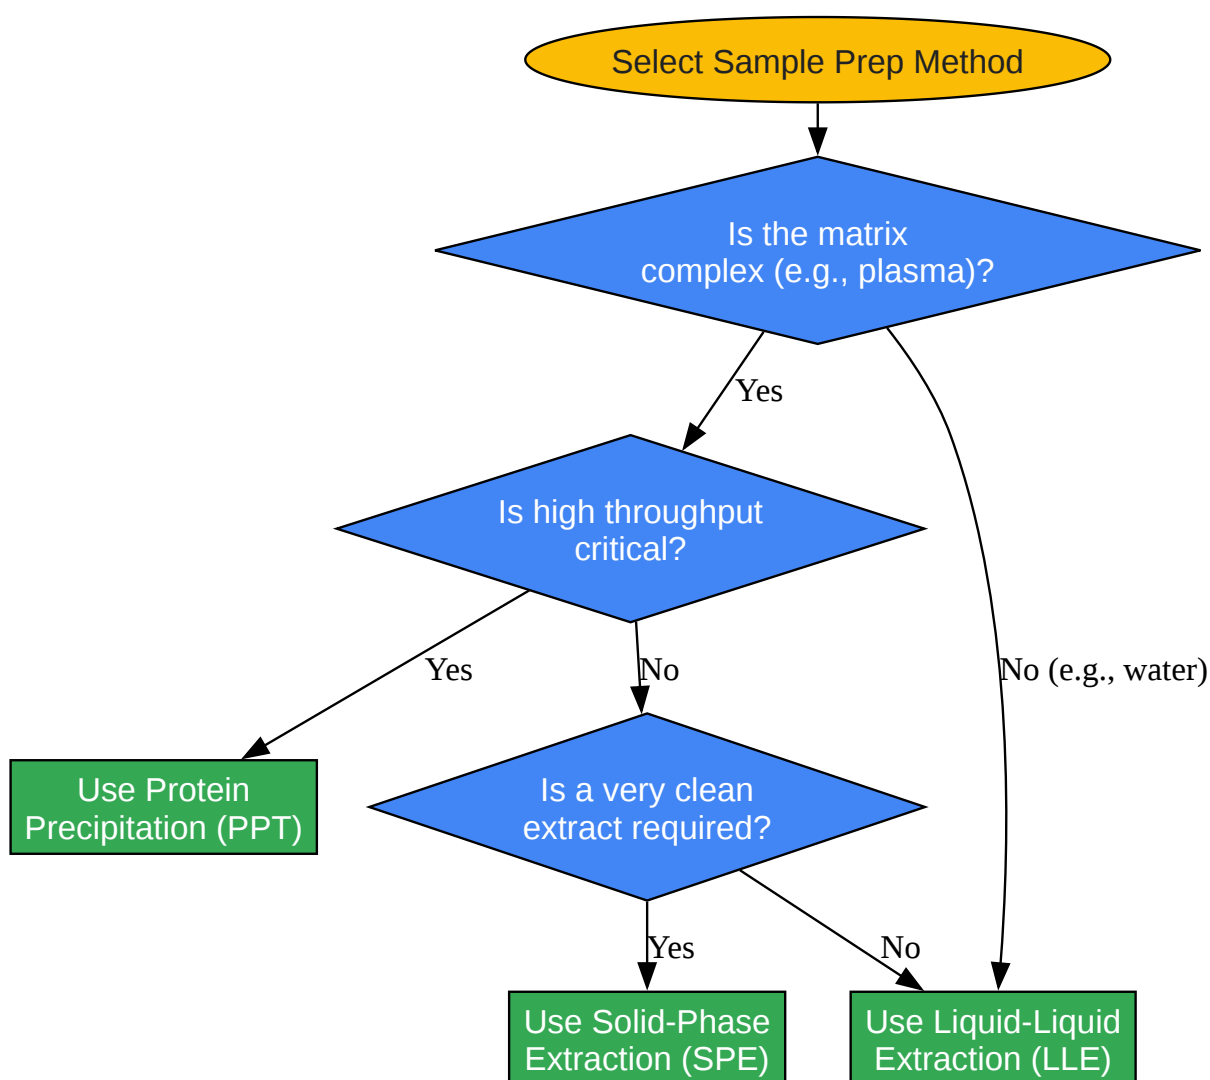 Select Sample Prep Method
Is the matrix
complex (e.g., plasma)?
Yes
Is high throughput
critical?
Yes
No
No (e.g., water)
Use Protein
Precipitation (PPT)
Is a very clean
extract required?
Yes
No
Use Solid-Phase
Extraction (SPE)
Use Liquid-Liquid
Extraction (LLE)